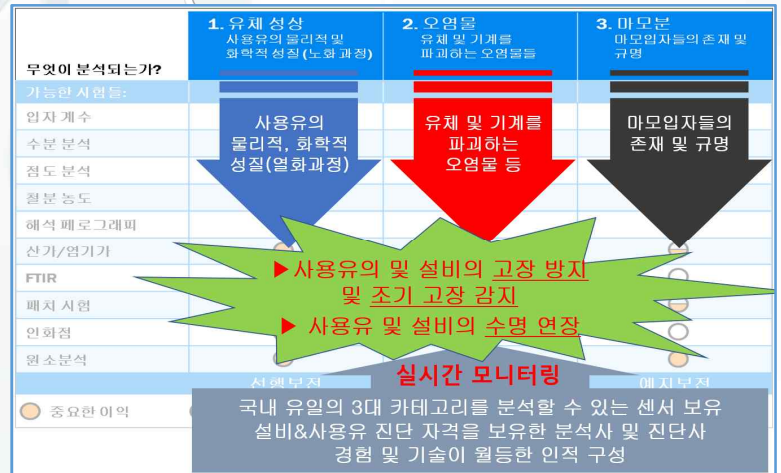 1. 유체 성상
사용유의 물리적 및
화학적 성질 (노화 과정)
2. 오염물
유체 및 기계를
파괴하는 오염물들
3. 마모분
마모입자들의 존재 및
규명
무엇이 분석되는가?
가능한 시험들:
입자 계수
수분 분석
점도 분석
철분 농도
해석 페로그래피
산가/염기가
FTIR
패치 시험
인화점
원소분석
사용유의
물리적, 화학적
성질(열화과정)
유체 및 기계를
파괴하는
오염물 등
마모입자들의
존재 및 규명
▶사용유의 및 설비의 고장 방지
및 조기 고장 감지
▶ 사용유 및 설비의 수명 연장
선행보전
실시간 모니터링
예지보전
중요한 이익
국내 유일의 3대 카테고리를 분석할 수 있는 센서 보유
설비&사용유 진단 자격을 보유한 분석사 및 진단사
경험 및 기술이 월등한 인적 구성